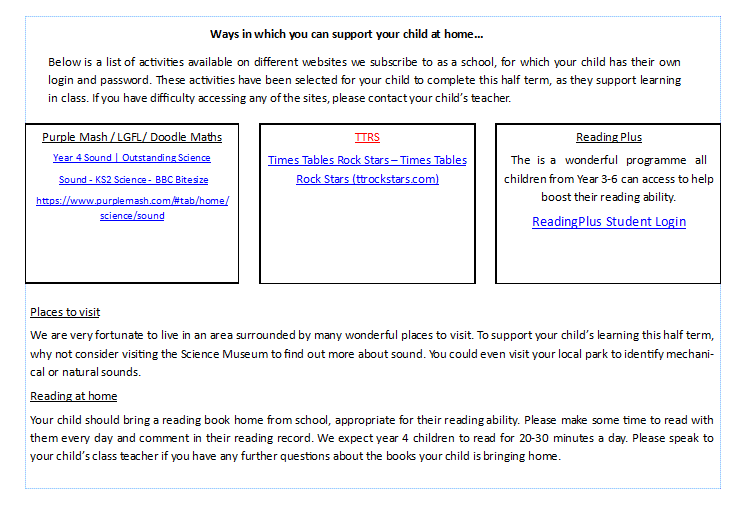 Ways in which you can support your child at home…
Below is a list of activities available on different websites we subscribe to as a school, for which your child has their own
login and password. These activities have been selected for your child to complete this half term, as they support learning
in class. If you have difficulty accessing any of the sites, please contact your child’s teacher.
Purple Mash / LGFL/ Doodle Maths
Year 4 Sound | Outstanding Science
Sound - KS2 Science - BBC Bitesize
https://www.purplemash.com/#tab/home/
science/sound
TTRS
Times Tables Rock Stars – Times Tables
Rock Stars (ttrockstars.com)
Reading Plus
The is a wonderful programme all
children from Year 3-6 can access to help
boost their reading ability.
ReadingPlus Student Login
Places to visit
We are very fortunate to live in an area surrounded by many wonderful places to visit. To support your child’s learning this half term,
why not consider visiting the Science Museum to find out more about sound. You could even visit your local park to identify mechani-
cal or natural sounds.
Reading at home
Your child should bring a reading book home from school, appropriate for their reading ability. Please make some time to read with
them every day and comment in their reading record. We expect year 4 children to read for 20-30 minutes a day. Please speak to
your child’s class teacher if you have any further questions about the books your child is bringing home.